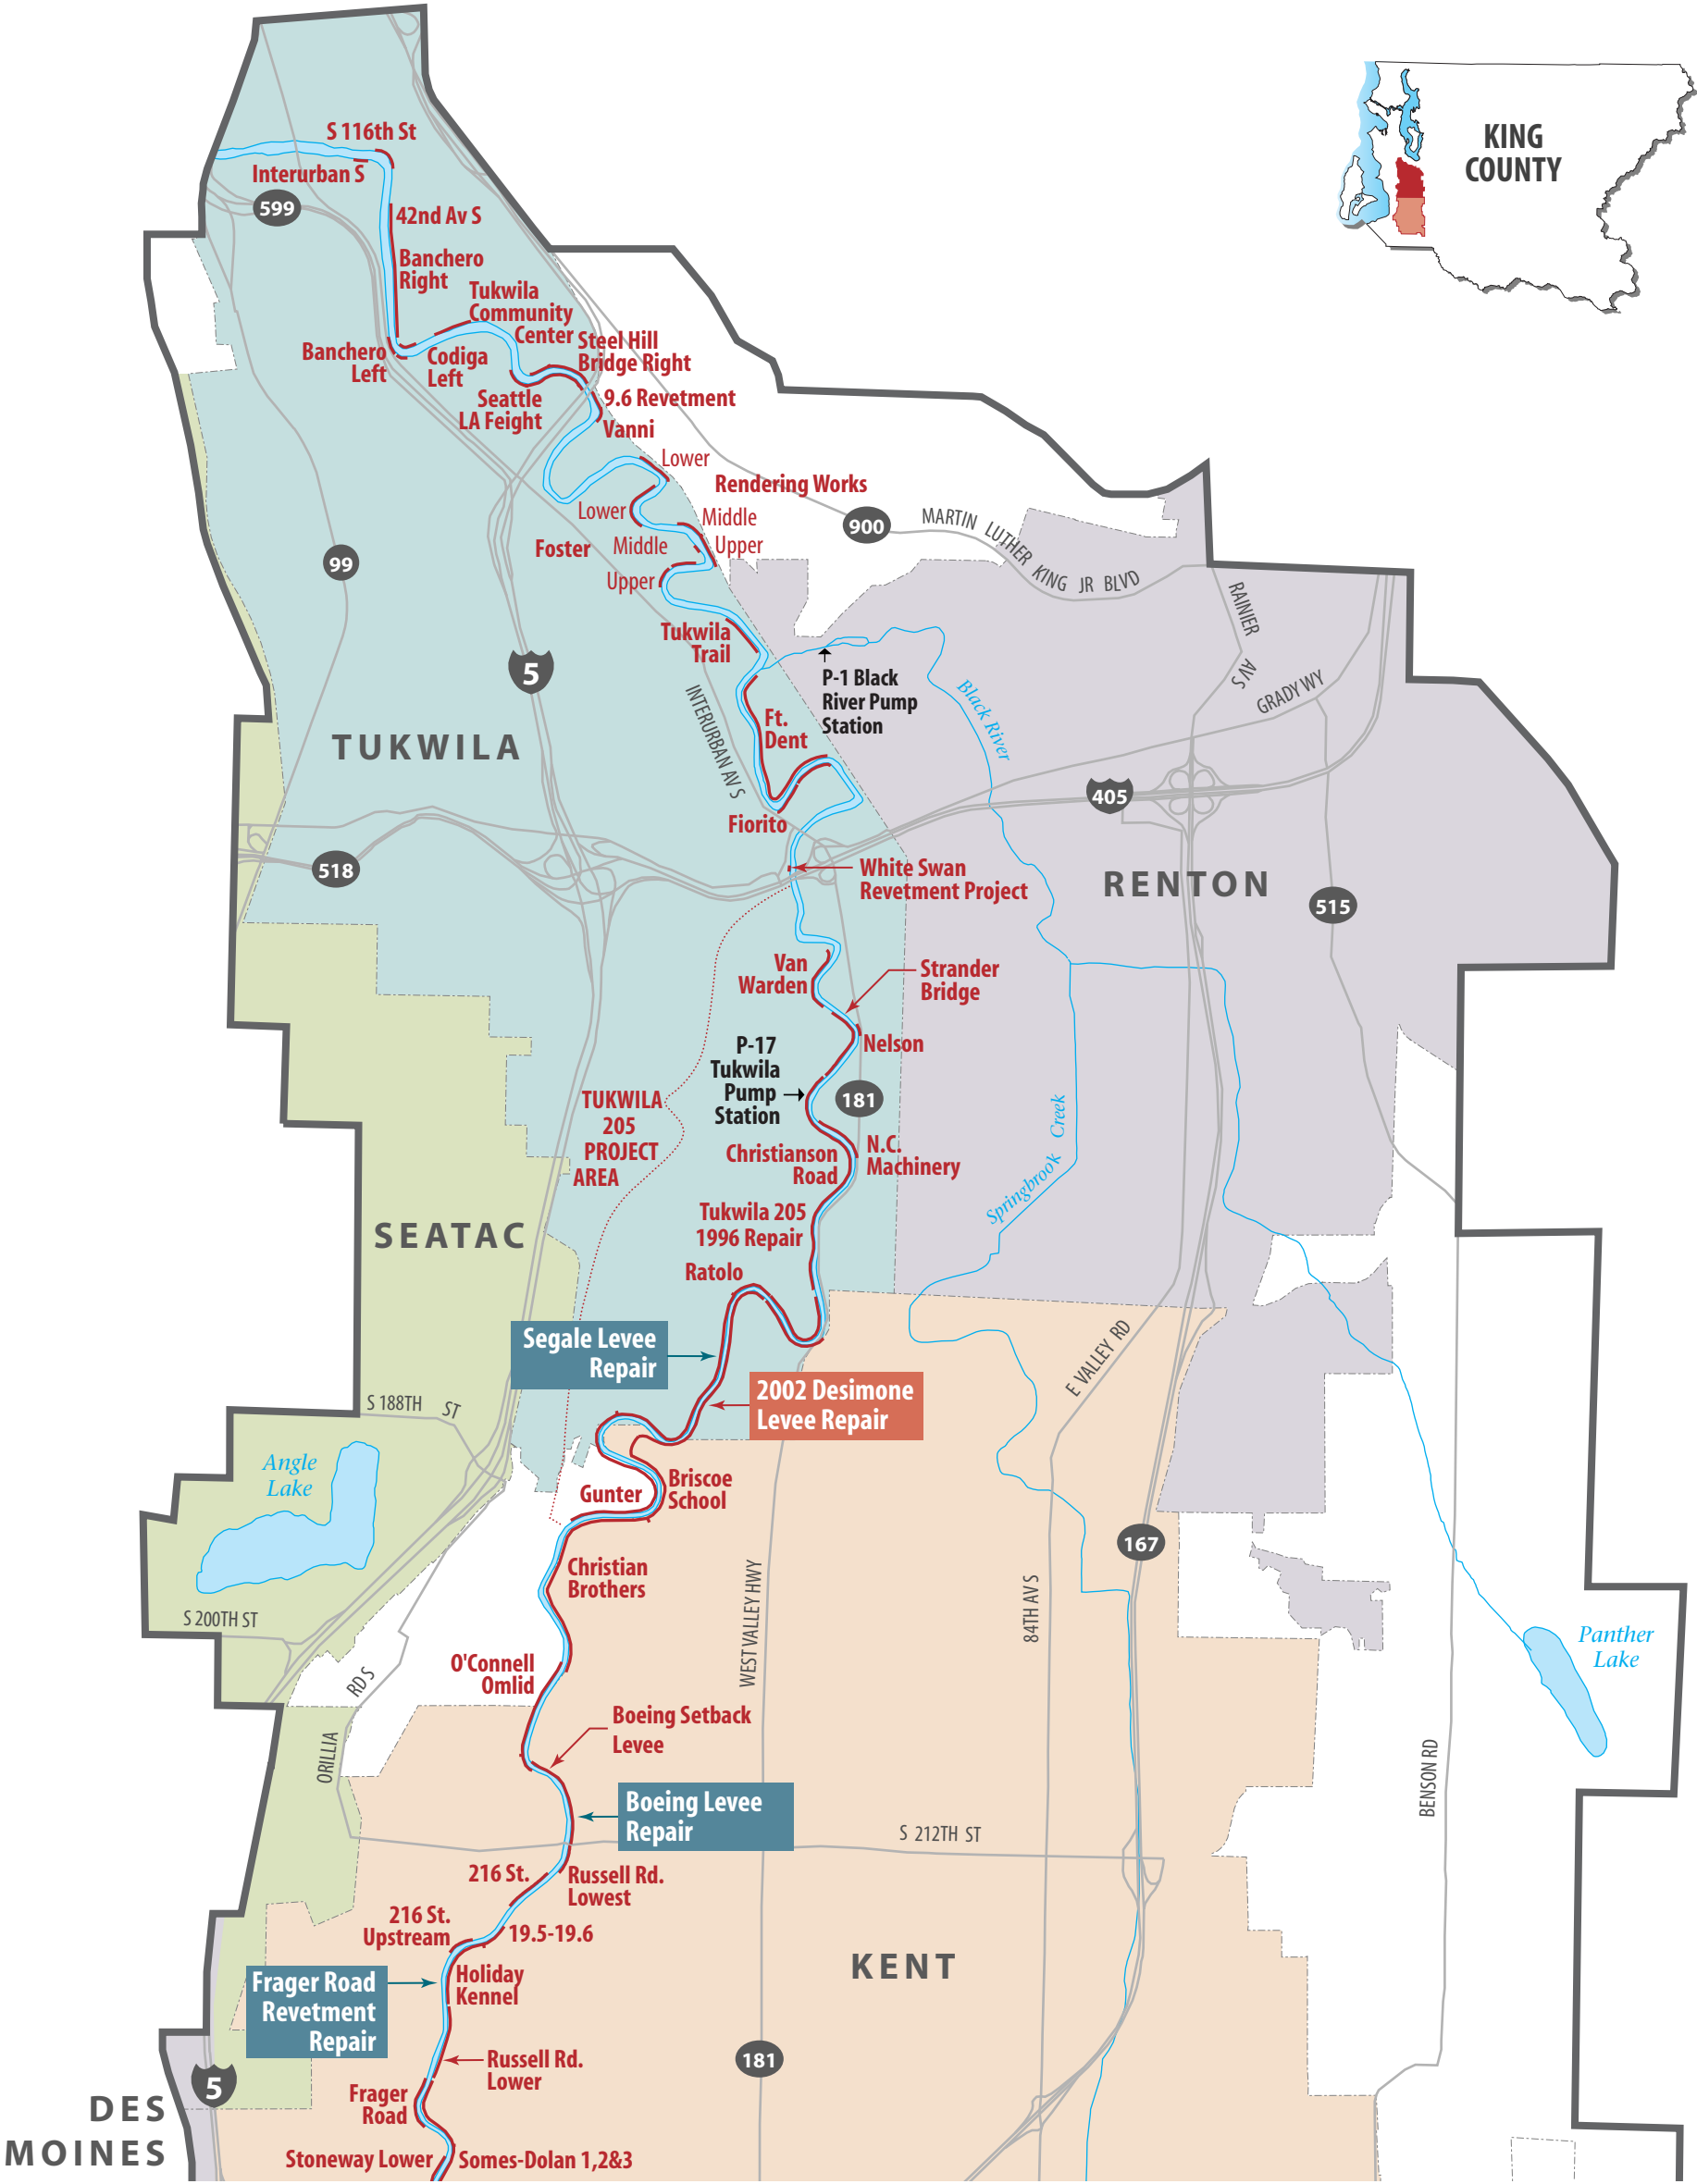 KING
COUNTY
S 116th St
Interurban S
599
42nd Av S
Banchero
Right
Tukwila
Community
Center
Steel Hill
Bridge Right
Banchero
Left
Codiga
Left
Seattle
LA Feight
9.6 Revetment
Vanni
Lower
Rendering Works
Lower
Middle
900
MARTIN LUTHER KING JR BLVD
Foster
Middle
Upper
99
Upper
RAINIER AV S
Tukwila
Trail
5
P-1 Black
River Pump
Station
Black River
GRADY WY
INTERURBAN AV S
Ft.
Dent
TUKWILA
405
Fiorito
518
White Swan
Revetment Project
RENTON
515
Van
Warden
Strander
Bridge
Nelson
P-17
Tukwila
Pump
Station
181
TUKWILA
205
PROJECT
AREA
Springbrook Creek
Christianson
Road
N.C.
Machinery
Tukwila 205
1996 Repair
SEATAC
Ratolo
Segale Levee
Repair
E VALLEY RD
2002 Desimone
Levee Repair
S 188TH ST
Angle
Lake
Gunter
Briscoe
School
167
Christian
Brothers
WEST VALLEY HWY
84TH AV S
S 200TH ST
Panther
Lake
O'Connell
Omlid
ORILLIA RD S
Boeing Setback
Levee
BENSON RD
Boeing Levee
Repair
S 212TH ST
216 St.
Russell Rd.
Lowest
216 St.
Upstream
19.5-19.6
KENT
Frager Road
Revetment
Repair
Holiday
Kennel
Russell Rd.
Lower
181
5
Frager
Road
DES
MOINES
Stoneway Lower
Somes-Dolan 1,2&3